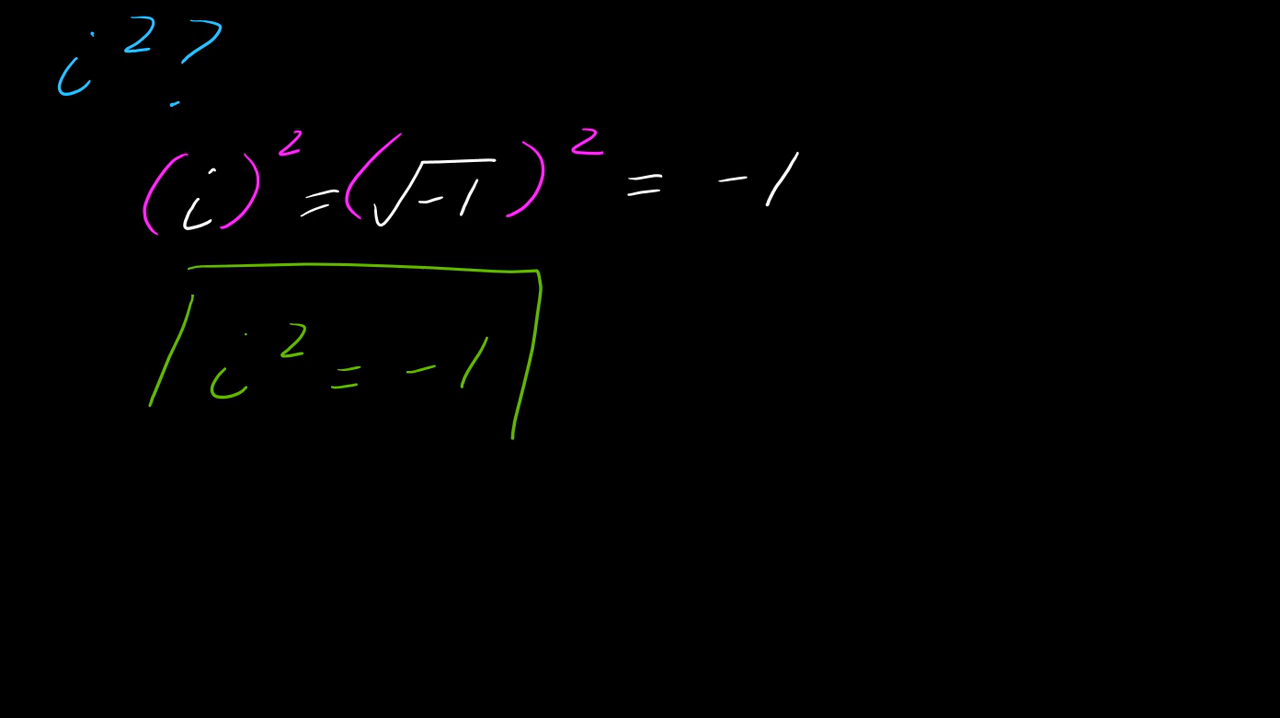 i²?
(i)² = (√-1)² = -1
i² = -1